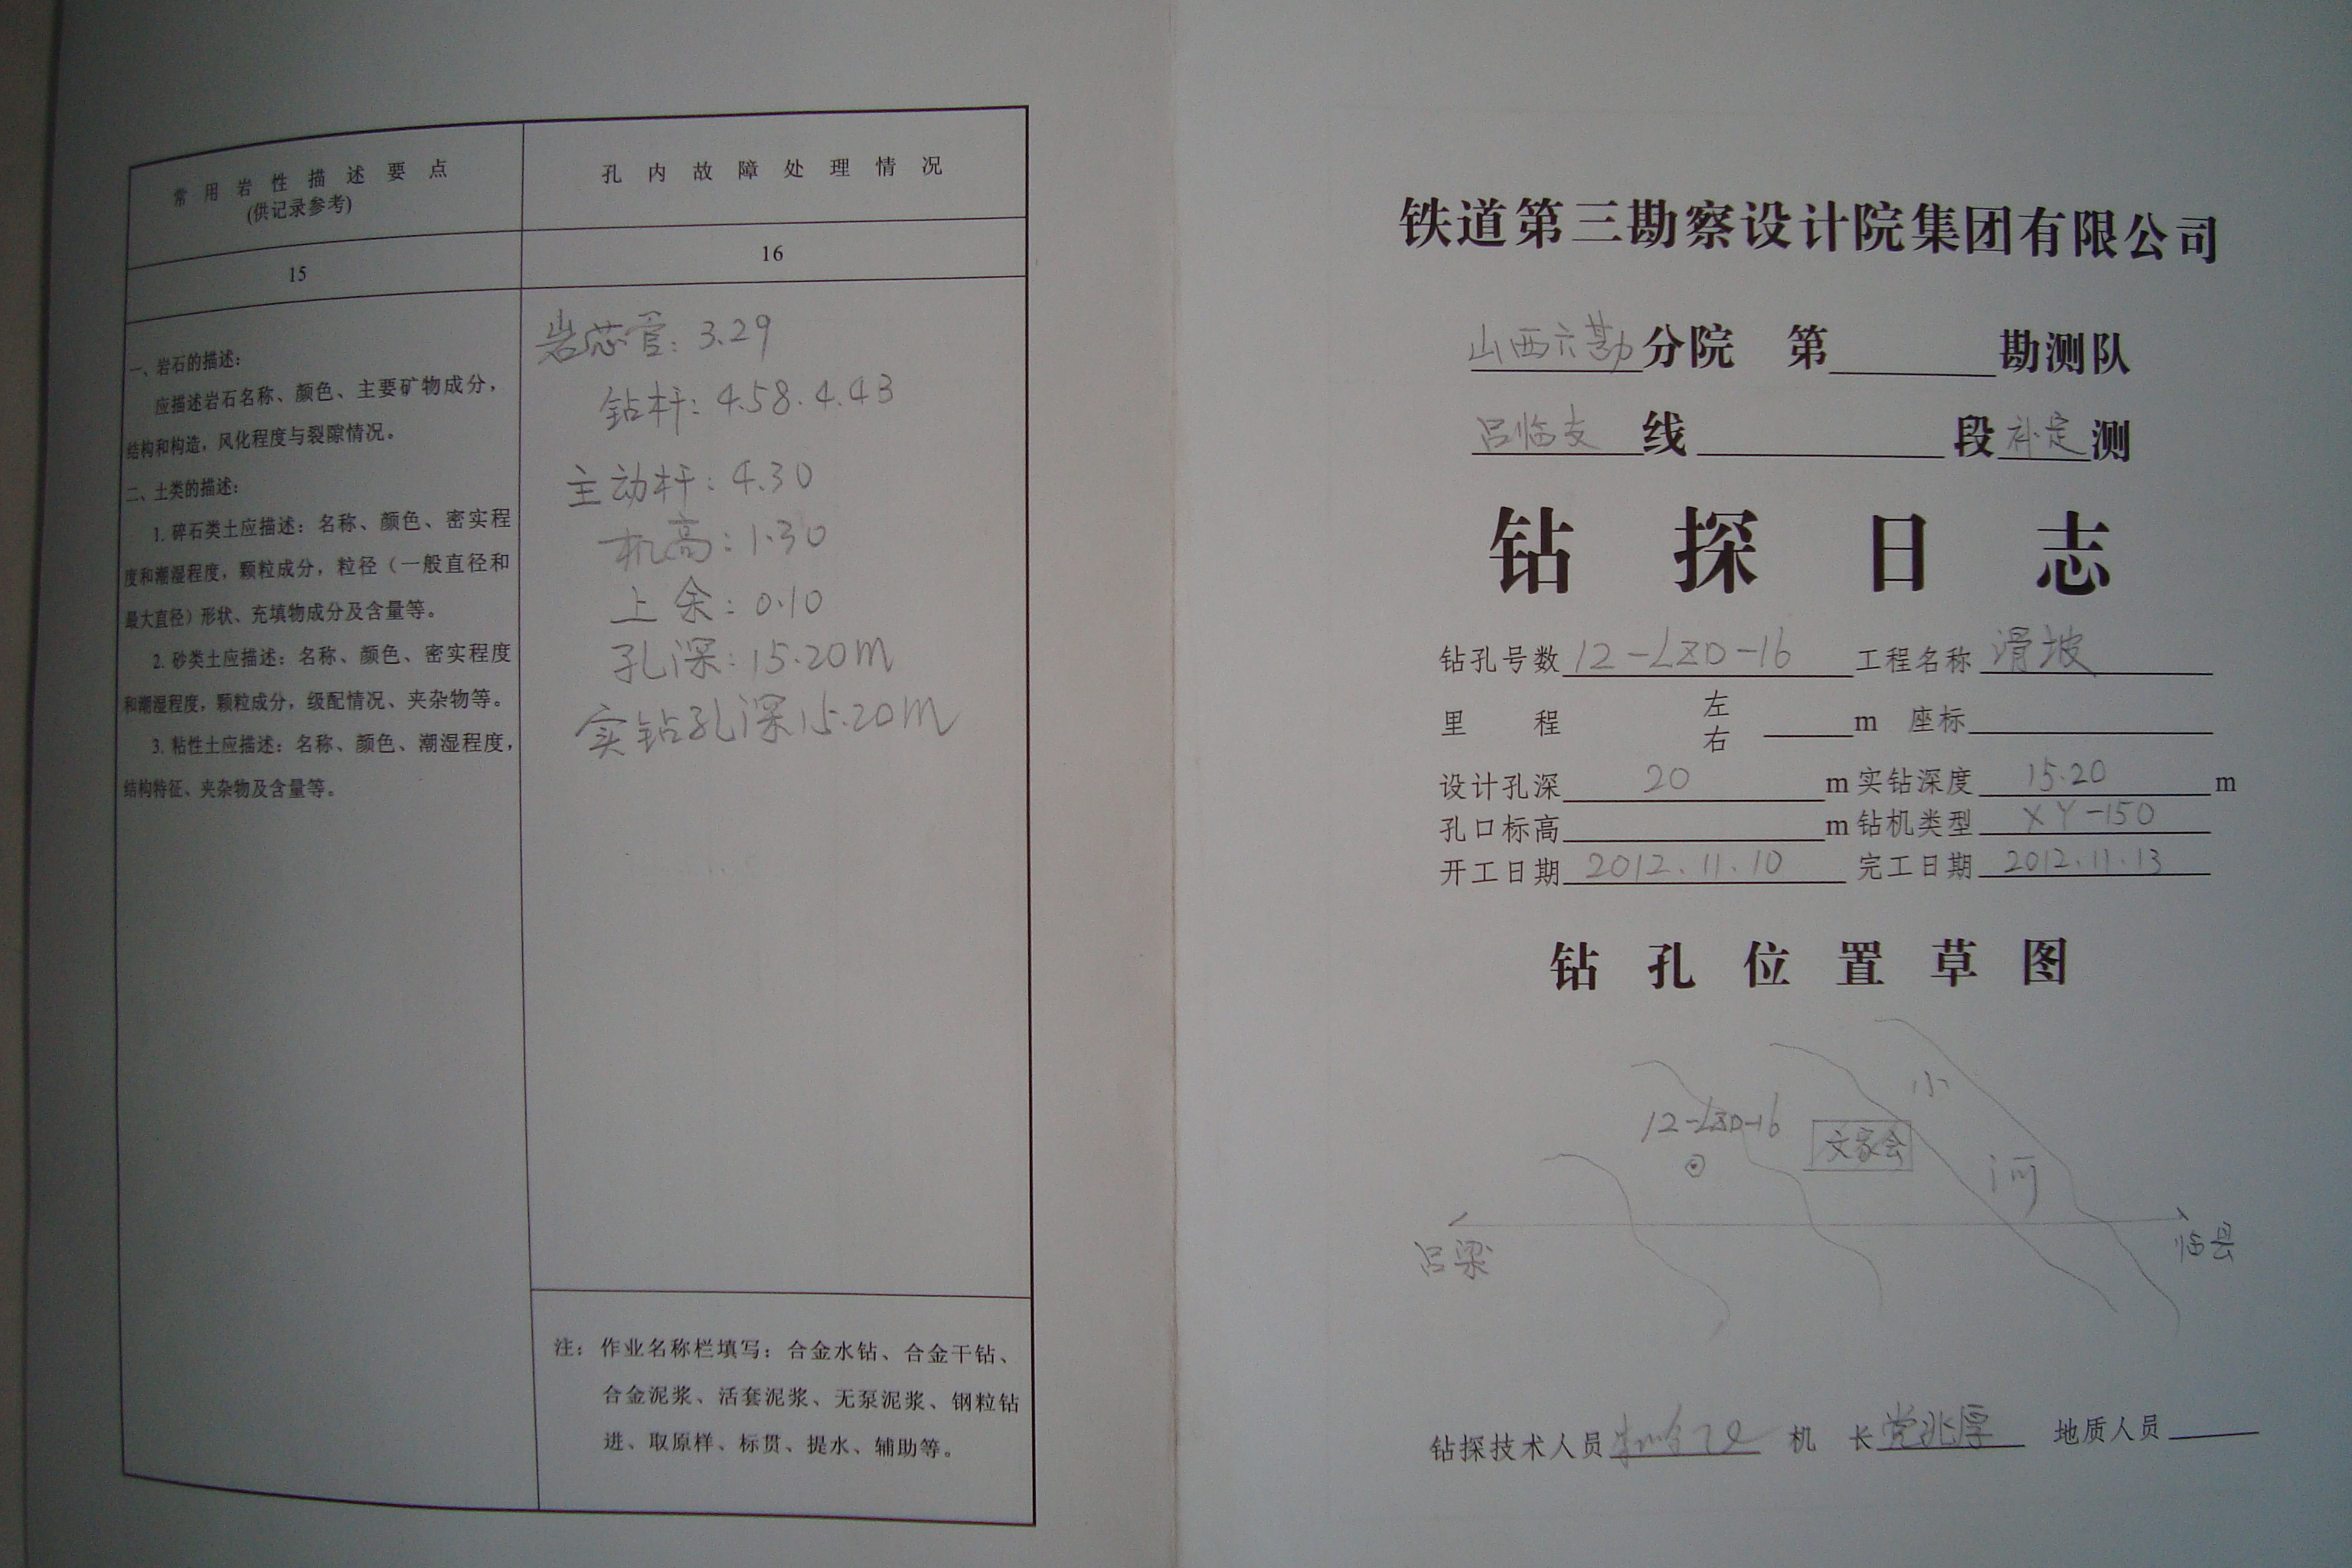 常用岩性描述要点
(供记录参考)
孔内故障处理情况
15
16
一、岩石的描述:
应描述岩石名称、颜色、主要矿物成分,
结构和构造,风化程度与裂隙情况。
二、土类的描述:
1. 碎石类土应描述:名称、颜色、密实程
度和潮湿程度,颗粒成分,粒径(一般直径和
最大直径)形状、充填物成分及含量等。
2. 砂类土应描述:名称、颜色、密实程度
和潮湿程度,颗粒成分,级配情况、夹杂物等。
3. 粘性土应描述:名称、颜色、潮湿程度,
结构特征、夹杂物及含量等。
岩芯管:3.29
钻杆:4.58.4.43
主动杆:4.30
机高:1.30
上余:0.10
孔深:15.20m
实钻孔深15.20m
注:作业名称栏填写:合金水钻、合金干钻、
合金泥浆、活套泥浆、无泵泥浆、钢粒钻
进、取原样、标贯、提水、辅助等。
铁道第三勘察设计院集团有限公司
山西六勘分院 第 勘测队
吕临支线 段补定测
钻探日志
钻孔号数 12-LZD-16 工程名称 滑坡
里程 左右 m 座标
设计孔深 20 m 实钻深度 15.20 m
孔口标高 m 钻机类型 XY-150
开工日期 2012.11.10 完工日期 2012.11.13
钻孔位置草图
小
12-LZD-16
文家会
河
吕梁
临县
钻探技术人员 机长 地质人员